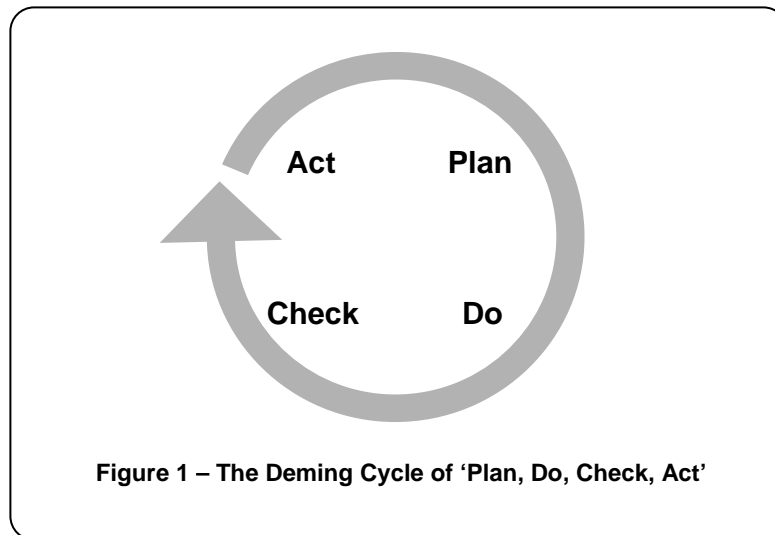 Act Plan
Check Do
Figure 1 – The Deming Cycle of ‘Plan, Do, Check, Act’